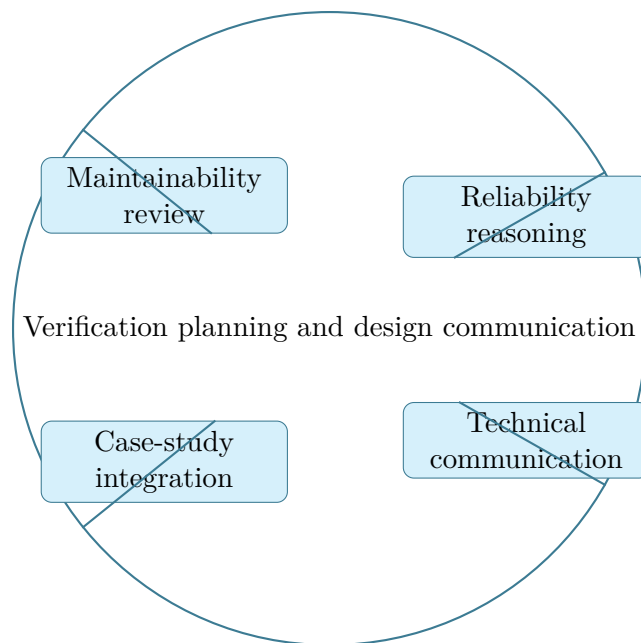 Maintainability
review
Reliability
reasoning
Verification planning and design communication
Case-study
integration
Technical
communication